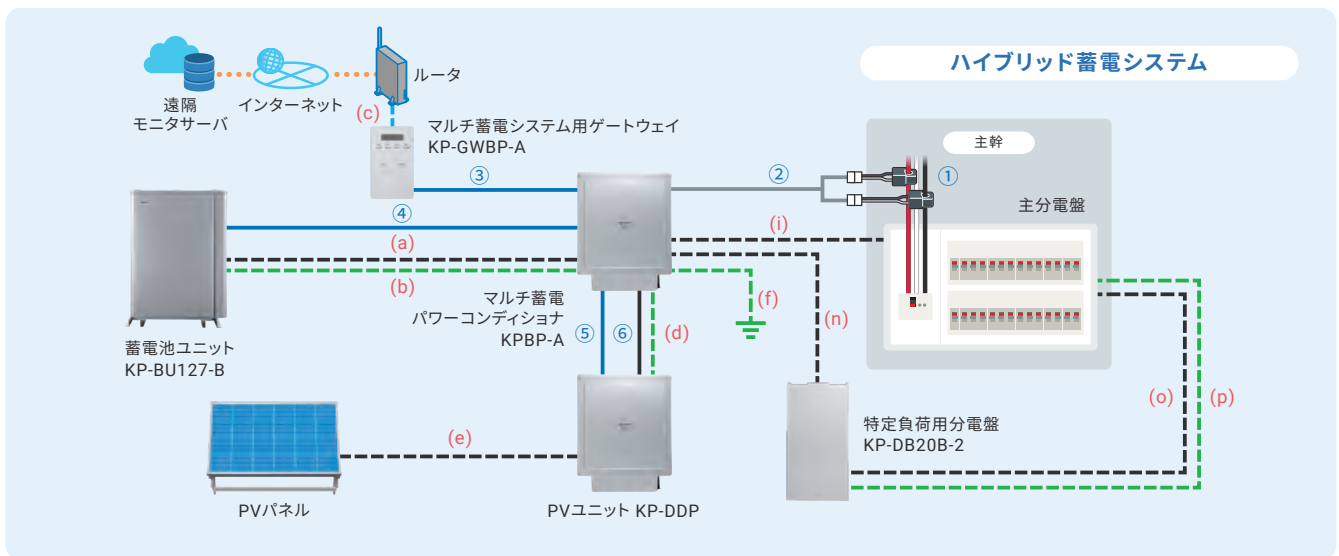 ハイブリッド蓄電システム
遠隔
モニタサーバ
インターネット
ルータ
(c)
マルチ蓄電システム用ゲートウェイ
KP-GWBP-A
主幹
③
②
①
主分電盤
④
(a)
(i)
(b)
(f)
マルチ蓄電
パワーコンディショナ
KPBP-A
⑤
⑥
(d)
(n)
蓄電池ユニット
KP-BU127-B
(o)
(p)
特定負荷用分電盤
KP-DB20B-2
(e)
PVパネル
PVユニット KP-DDP